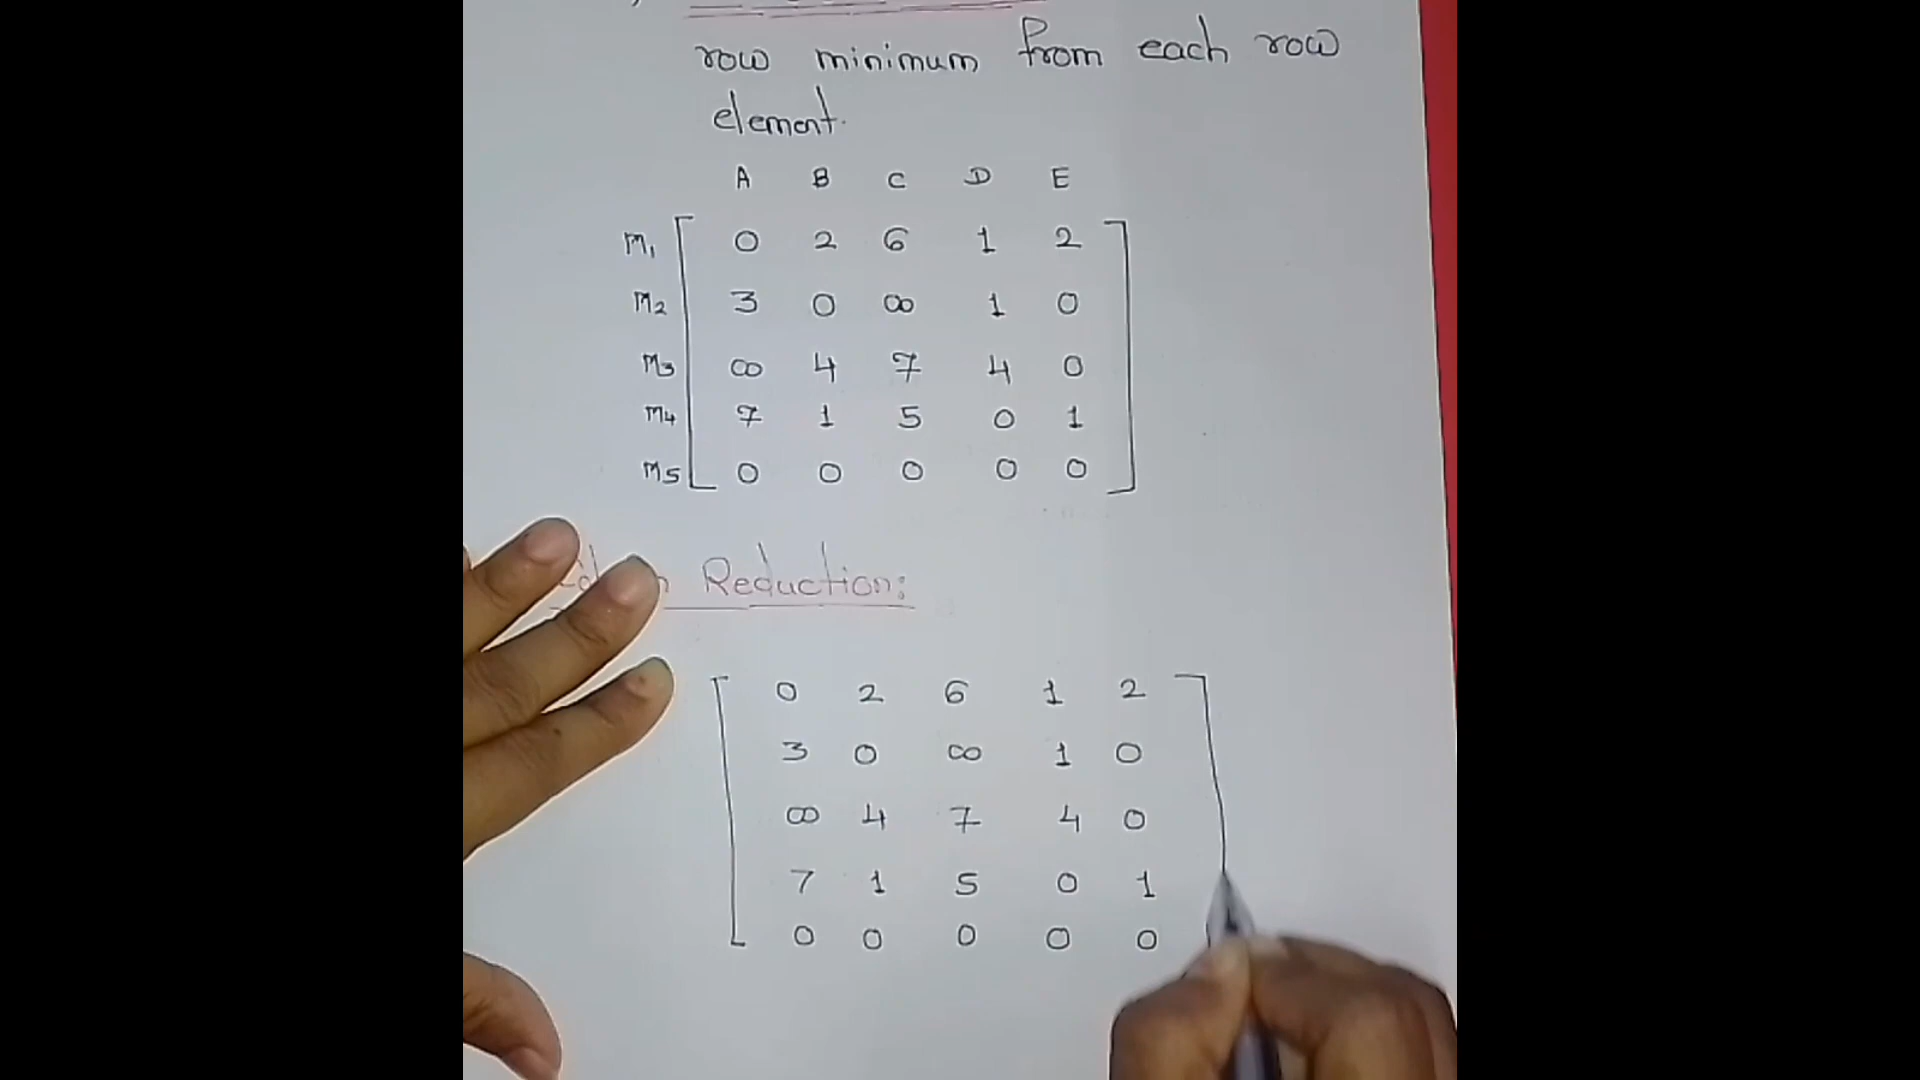 row minimum from each row
element.
A B C D E
M1 0 2 6 1 2
M2 3 0 ∞ 1 0
M3 ∞ 4 7 4 0
M4 7 1 5 0 1
M5 0 0 0 0 0
Reduction:
0 2 6 1 2
3 0 ∞ 1 0
∞ 4 7 4 0
7 1 5 0 1
0 0 0 0 0